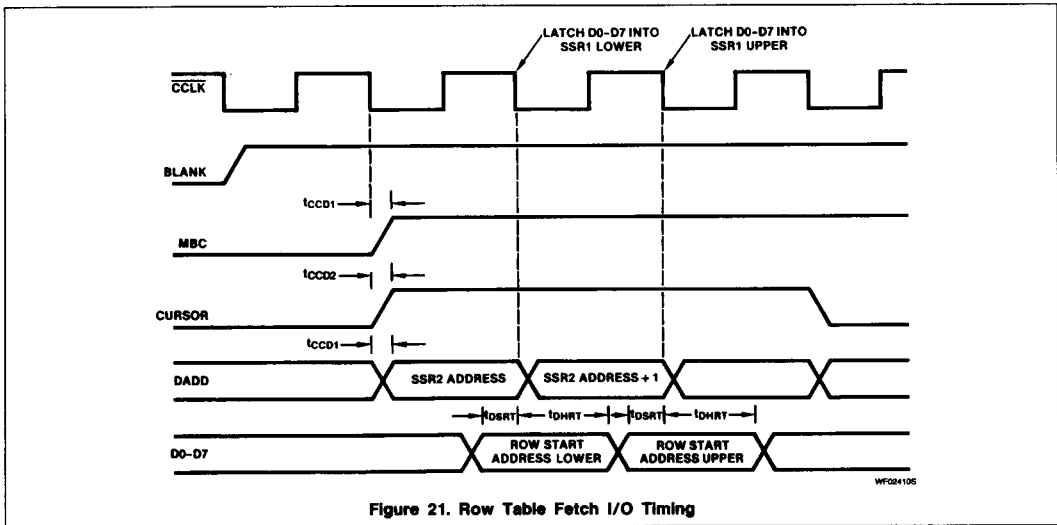 LATCH D0-D7 INTO
SSR1 LOWER
LATCH D0-D7 INTO
SSR1 UPPER
CCLK
BLANK
tCCD1
MBC
tCCD2
CURSOR
tCCD1
DADD
SSR2 ADDRESS
SSR2 ADDRESS + 1
tDSRT
tDHRT
tDSRT
tDHRT
D0-D7
ROW START
ADDRESS LOWER
ROW START
ADDRESS UPPER
WF02410S
Figure 21. Row Table Fetch I/O Timing